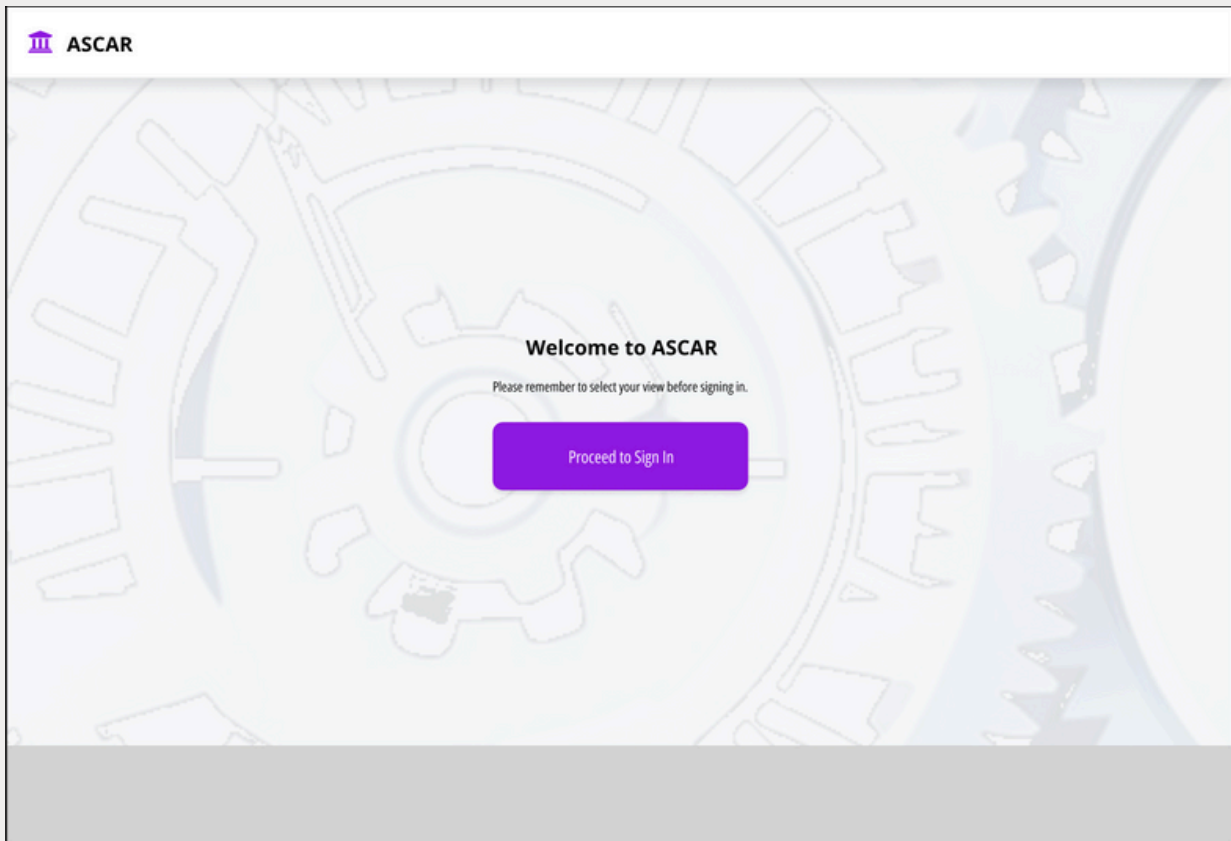 ASCAR
Welcome to ASCAR
Please remember to select your view before signing in.
Proceed to Sign In